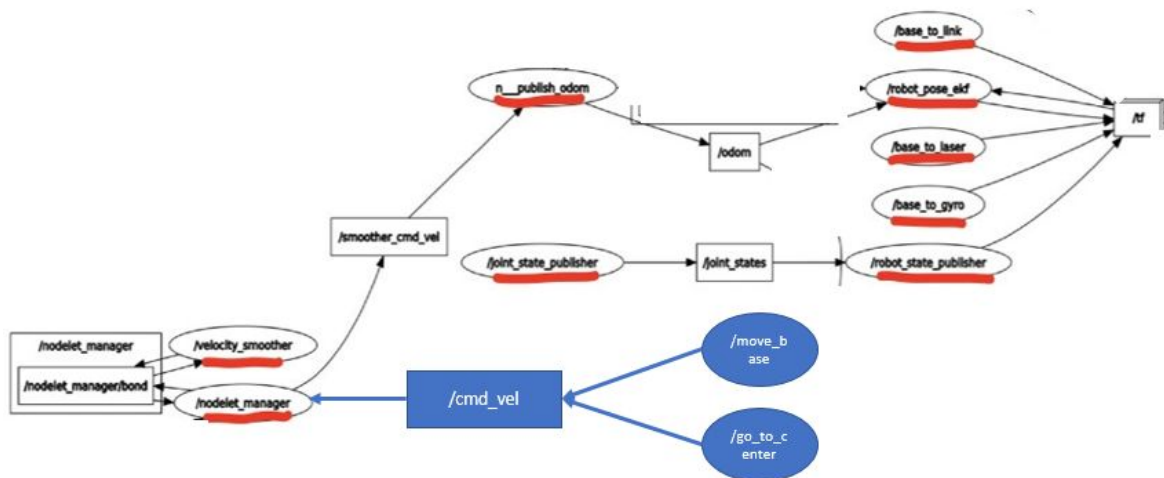 /base_to_link
n__publish_odom
/robot_pose_ekf
/tf
/odom
/base_to_laser
/base_to_gyro
/smoother_cmd_vel
/joint_state_publisher
/joint_states
/robot_state_publisher
/nodelet_manager
/velocity_smoother
/nodelet_manager/bond
/nodelet_manager
/cmd_vel
/move_b
ase
/go_to_c
enter